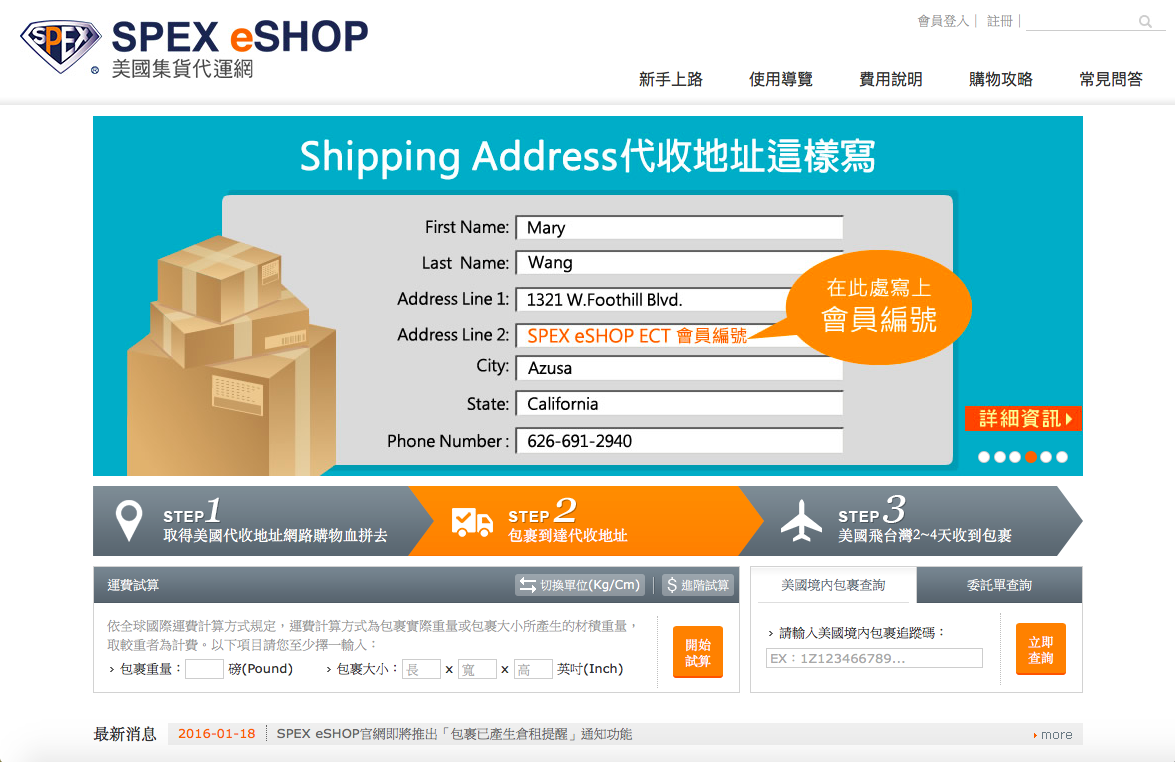 SPEX
SPEX eSHOP
®
美國集貨代運網
會員登入 | 註冊 |
新手上路 使用導覽 費用說明 購物攻略 常見問答
Shipping Address代收地址這樣寫
First Name: Mary
Last Name: Wang
Address Line 1: 1321 W.Foothill Blvd.
Address Line 2: SPEX eSHOP ECT 會員編號
在此處寫上
會員編號
City: Azusa
State: California
Phone Number : 626-691-2940
詳細資訊
STEP 1
取得美國代收地址網路購物血拼去
STEP 2
包裹到達代收地址
STEP 3
美國飛台灣2~4天收到包裹
運費試算 切換單位(Kg/Cm) | $ 進階試算
依全球國際運費計算方式規定，運費計算方式為包裹實際重量或包裹大小所產生的材積重量，
取較重者為計費。以下項目請您至少擇一輸入：
› 包裹重量： 磅(Pound) › 包裹大小： 長 x 寬 x 高 英吋(Inch)
開始
試算
美國境內包裹查詢 委託單查詢
› 請輸入美國境內包裹追蹤碼：
EX：1Z123466789...
立即
查詢
最新消息 2016-01-18 SPEX eSHOP官網即將推出「包裹已產生倉租提醒」通知功能 more